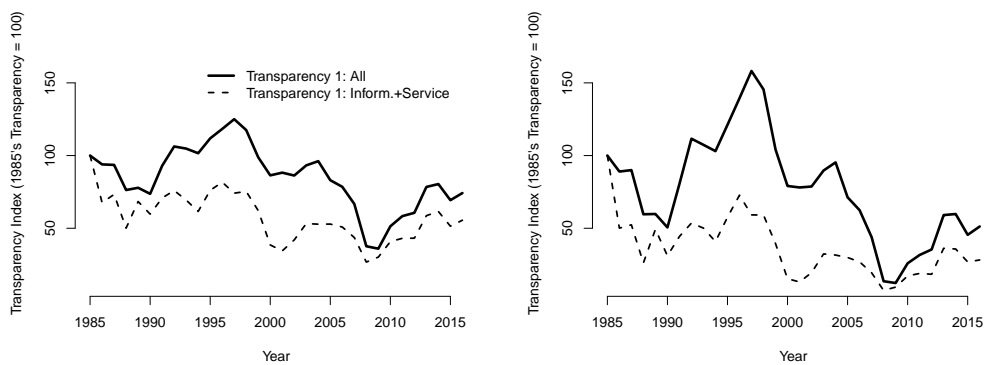 Transparency Index (1985's Transparency = 100)
150
100
50
Transparency 1: All
Transparency 1: Inform.+Service
1985 1990 1995 2000 2005 2010 2015
Year
Transparency Index (1985's Transparency = 100)
150
100
50
1985 1990 1995 2000 2005 2010 2015
Year